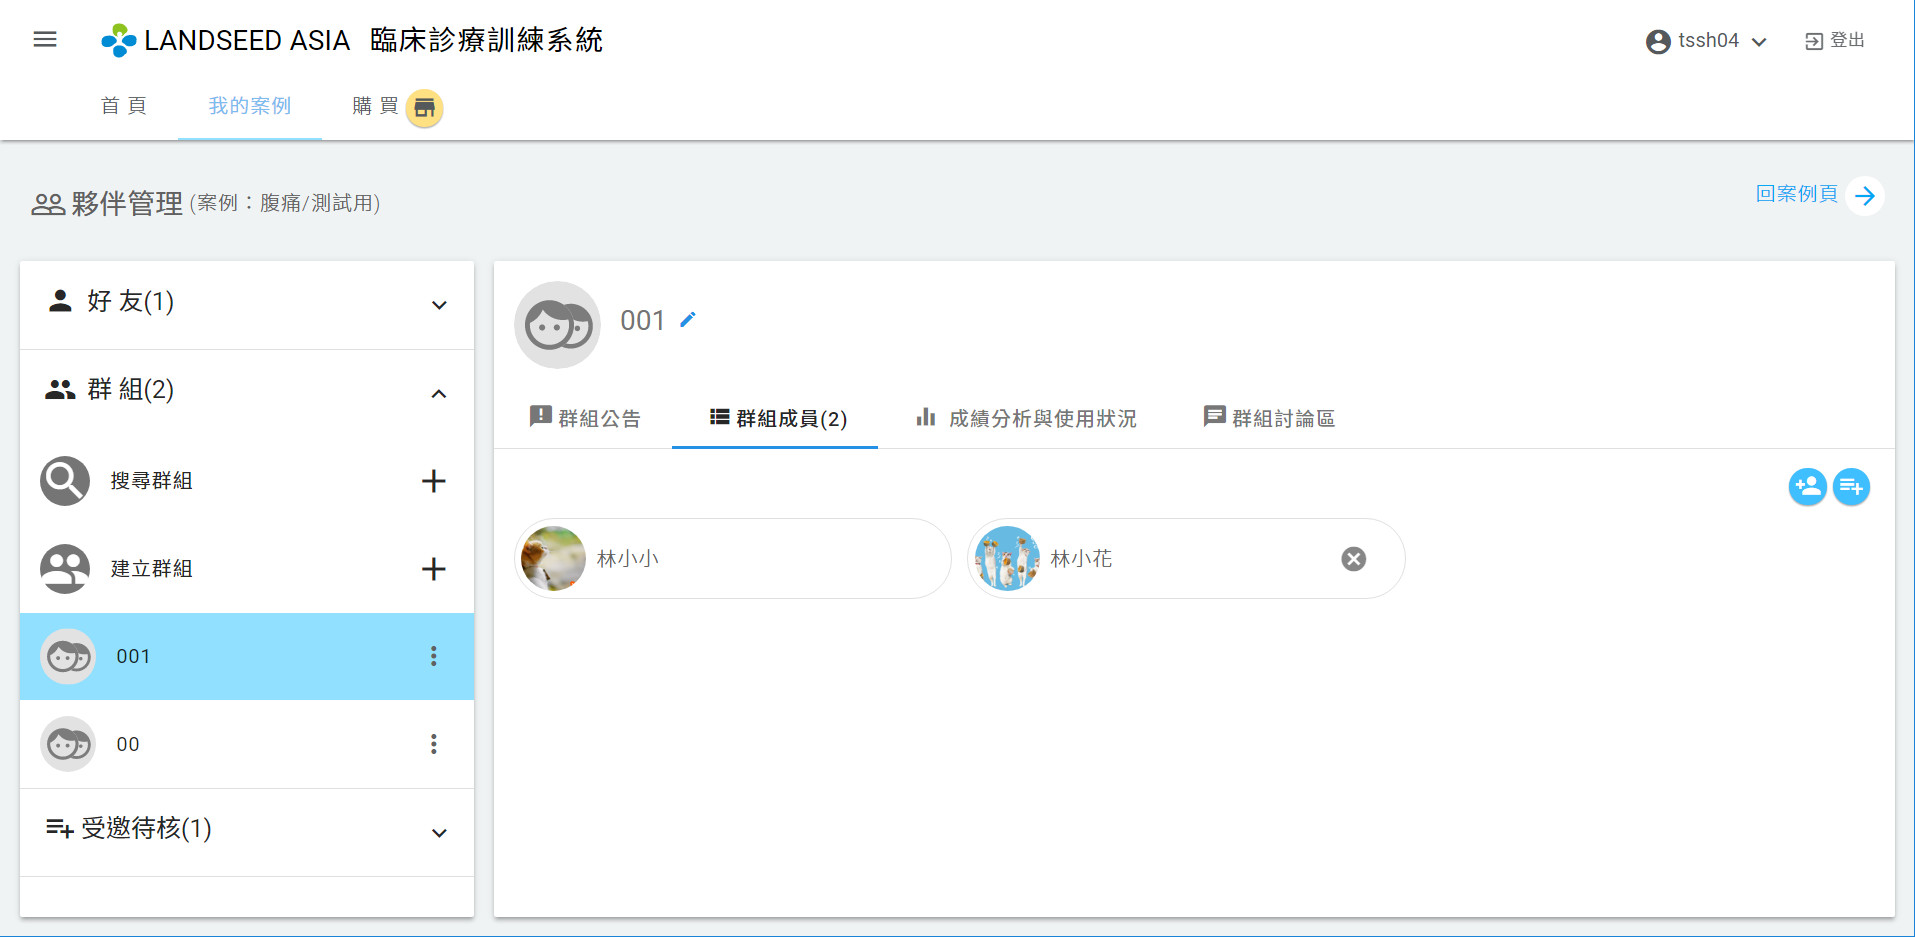 LANDSEED ASIA 臨床診療訓練系統
tssh04
登出
首 頁
我的案例
購 買
夥伴管理 (案例：腹痛/測試用)
回案例頁
好 友(1)
群 組(2)
搜尋群組
建立群組
001
00
受邀待核(1)
001
群組公告
群組成員(2)
成績分析與使用狀況
群組討論區
林小小
林小花